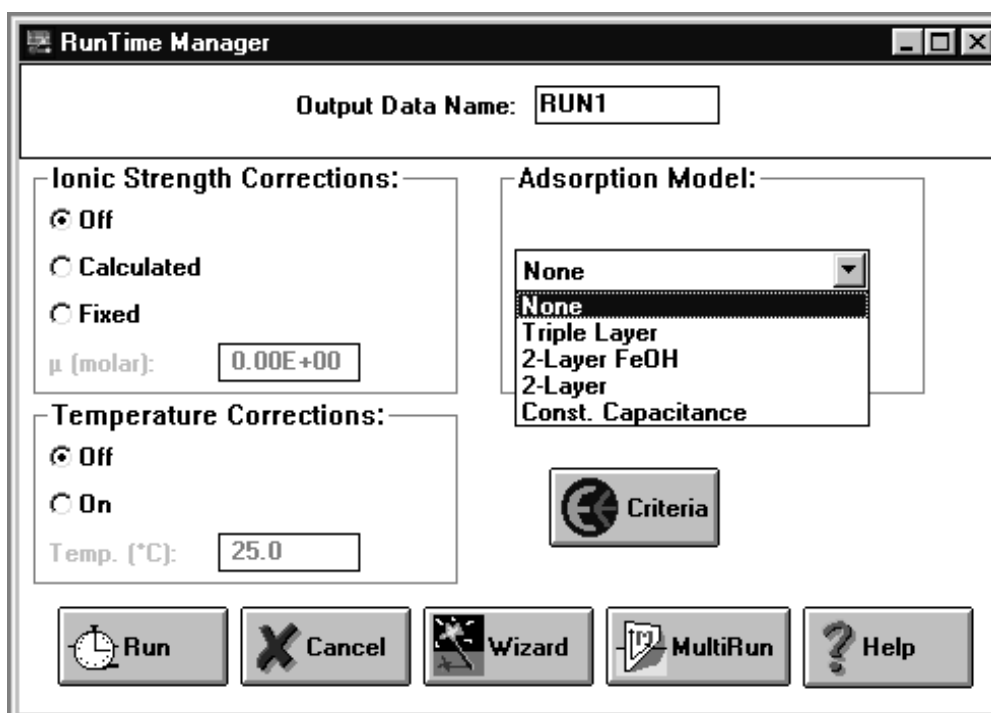 RunTime Manager
Output Data Name: RUN1
Ionic Strength Corrections:
Off
Calculated
Fixed
µ (molar): 0.00E+00
Temperature Corrections:
Off
On
Temp. (°C): 25.0
Adsorption Model:
None
None
Triple Layer
2-Layer FeOH
2-Layer
Const. Capacitance
Criteria
Run
Cancel
Wizard
MultiRun
Help